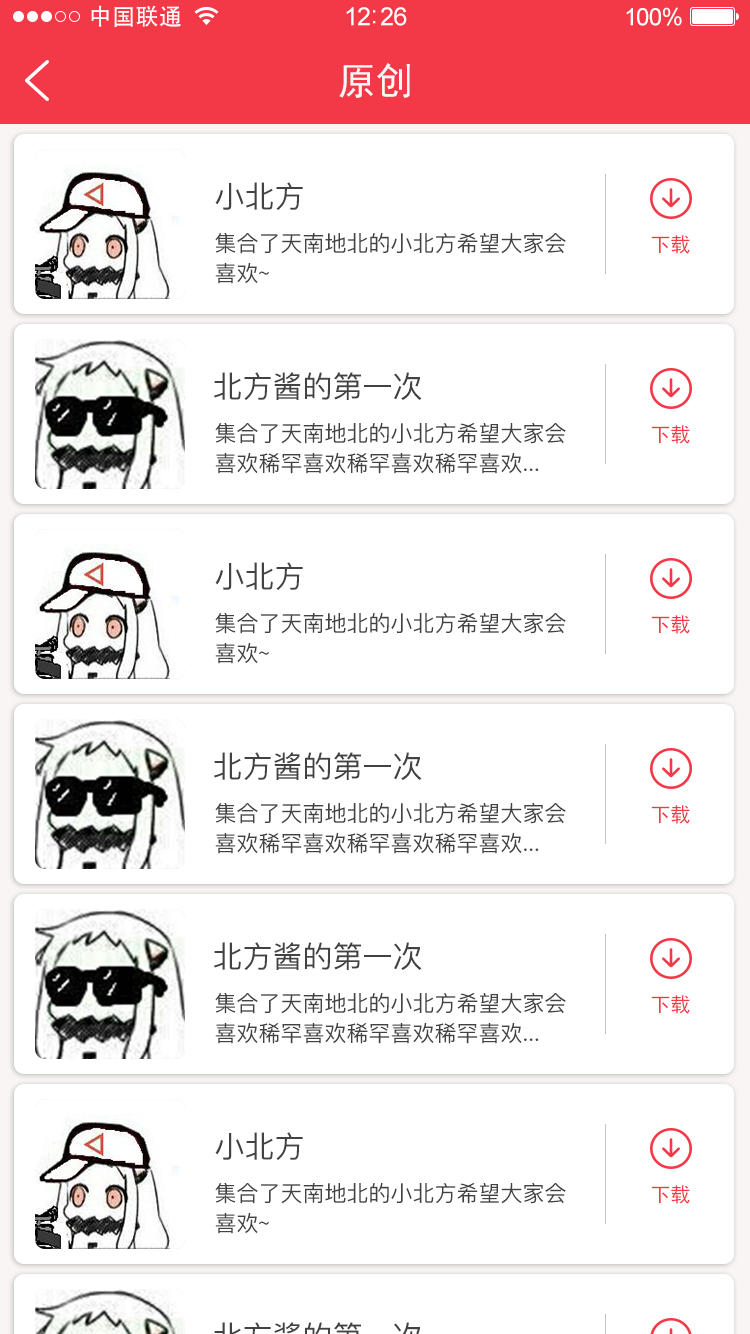 中国联通 12:26 100%
原创
小北方
集合了天南地北的小北方希望大家会
喜欢~
下载
北方酱的第一次
集合了天南地北的小北方希望大家会
喜欢稀罕喜欢稀罕喜欢稀罕喜欢...
下载
小北方
集合了天南地北的小北方希望大家会
喜欢~
下载
北方酱的第一次
集合了天南地北的小北方希望大家会
喜欢稀罕喜欢稀罕喜欢稀罕喜欢...
下载
北方酱的第一次
集合了天南地北的小北方希望大家会
喜欢稀罕喜欢稀罕喜欢稀罕喜欢...
下载
小北方
集合了天南地北的小北方希望大家会
喜欢~
下载
北方酱的第一次